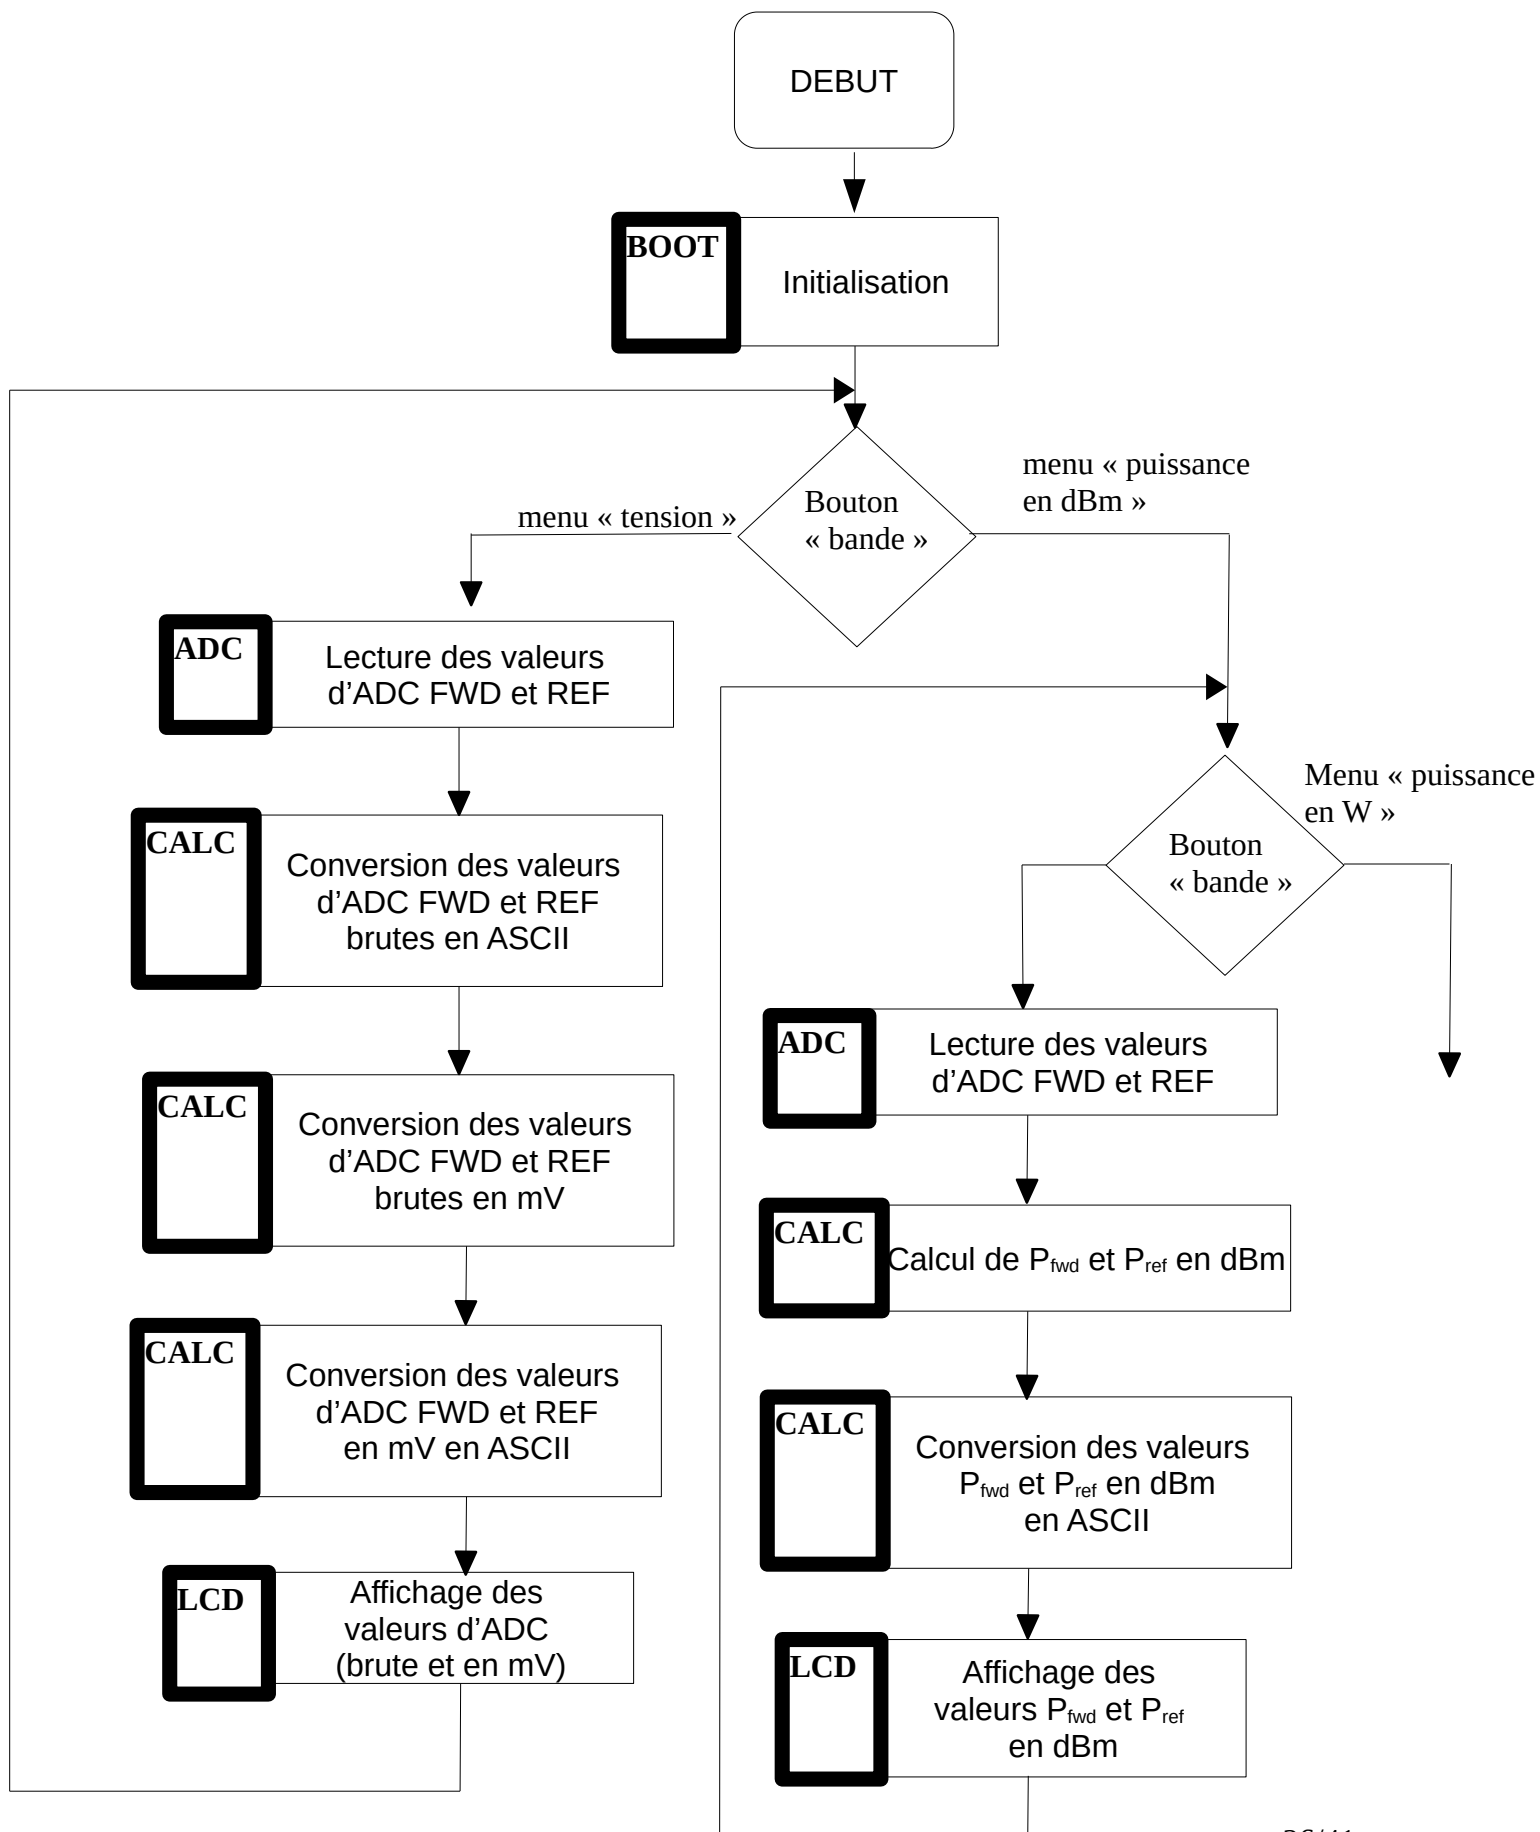 DEBUT
BOOT
Initialisation
Bouton
« bande »
menu « tension »
menu « puissance
en dBm »
ADC
Lecture des valeurs
d’ADC FWD et REF
CALC
Conversion des valeurs
d’ADC FWD et REF
brutes en ASCII
CALC
Conversion des valeurs
d’ADC FWD et REF
brutes en mV
CALC
Conversion des valeurs
d’ADC FWD et REF
en mV en ASCII
LCD
Affichage des
valeurs d’ADC
(brute et en mV)
Bouton
« bande »
Menu « puissance
en W »
ADC
Lecture des valeurs
d’ADC FWD et REF
CALC
Calcul de Pfwd et Pref en dBm
CALC
Conversion des valeurs
Pfwd et Pref en dBm
en ASCII
LCD
Affichage des
valeurs Pfwd et Pref
en dBm